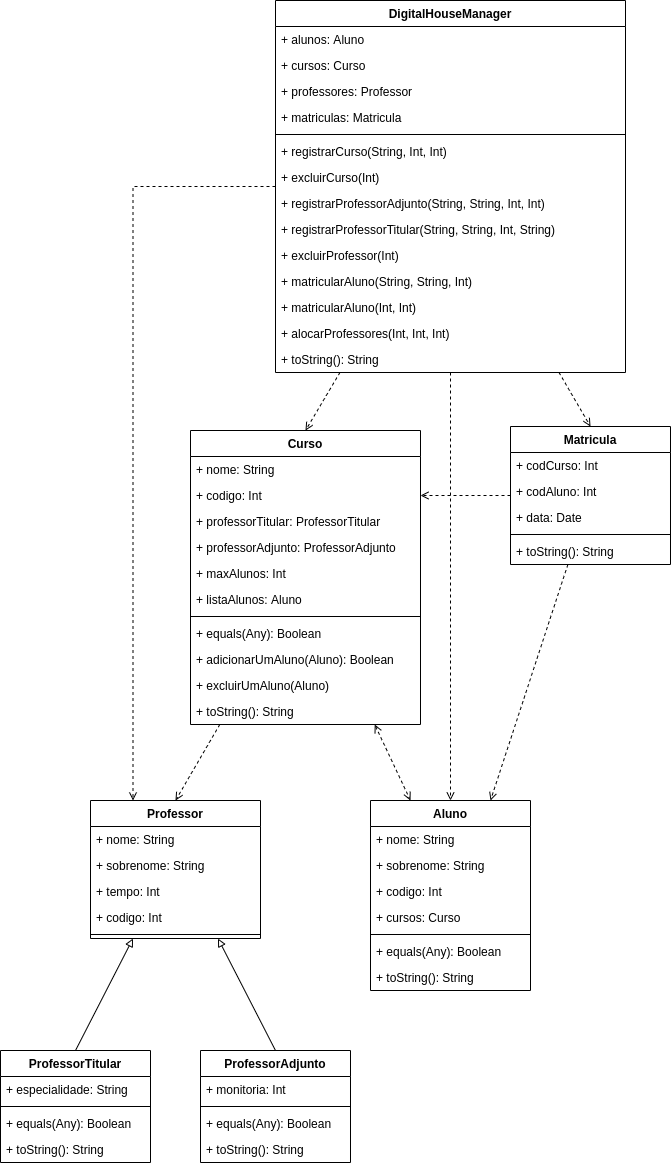 DigitalHouseManager
+ alunos: Aluno
+ cursos: Curso
+ professores: Professor
+ matriculas: Matricula
+ registrarCurso(String, Int, Int)
+ excluirCurso(Int)
+ registrarProfessorAdjunto(String, String, Int, Int)
+ registrarProfessorTitular(String, String, Int, String)
+ excluirProfessor(Int)
+ matricularAluno(String, String, Int)
+ matricularAluno(Int, Int)
+ alocarProfessores(Int, Int, Int)
+ toString(): String
Curso
+ nome: String
+ codigo: Int
+ professorTitular: ProfessorTitular
+ professorAdjunto: ProfessorAdjunto
+ maxAlunos: Int
+ listaAlunos: Aluno
+ equals(Any): Boolean
+ adicionarUmAluno(Aluno): Boolean
+ excluirUmAluno(Aluno)
+ toString(): String
Matricula
+ codCurso: Int
+ codAluno: Int
+ data: Date
+ toString(): String
Professor
+ nome: String
+ sobrenome: String
+ tempo: Int
+ codigo: Int
Aluno
+ nome: String
+ sobrenome: String
+ codigo: Int
+ cursos: Curso
+ equals(Any): Boolean
+ toString(): String
ProfessorTitular
+ especialidade: String
+ equals(Any): Boolean
+ toString(): String
ProfessorAdjunto
+ monitoria: Int
+ equals(Any): Boolean
+ toString(): String